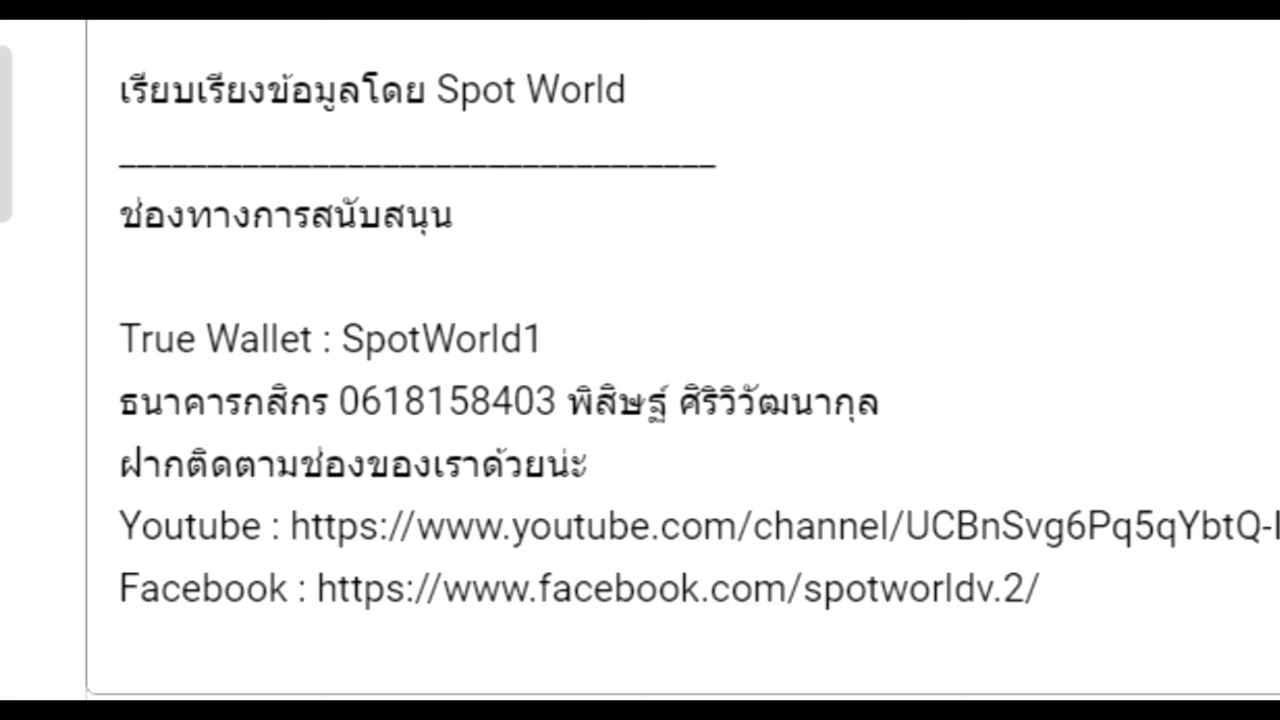 เรียบเรียงข้อมูลโดย Spot World
__________________________________
ช่องทางการสนับสนุน
True Wallet : SpotWorld1
ธนาคารกสิกร 0618158403 พิสิษฐ์ ศิริวิวัฒนากุล
ฝากติดตามช่องของเราด้วยน่ะ
Youtube : https://www.youtube.com/channel/UCBnSvg6Pq5qYbtQ-
Facebook : https://www.facebook.com/spotworldv.2/